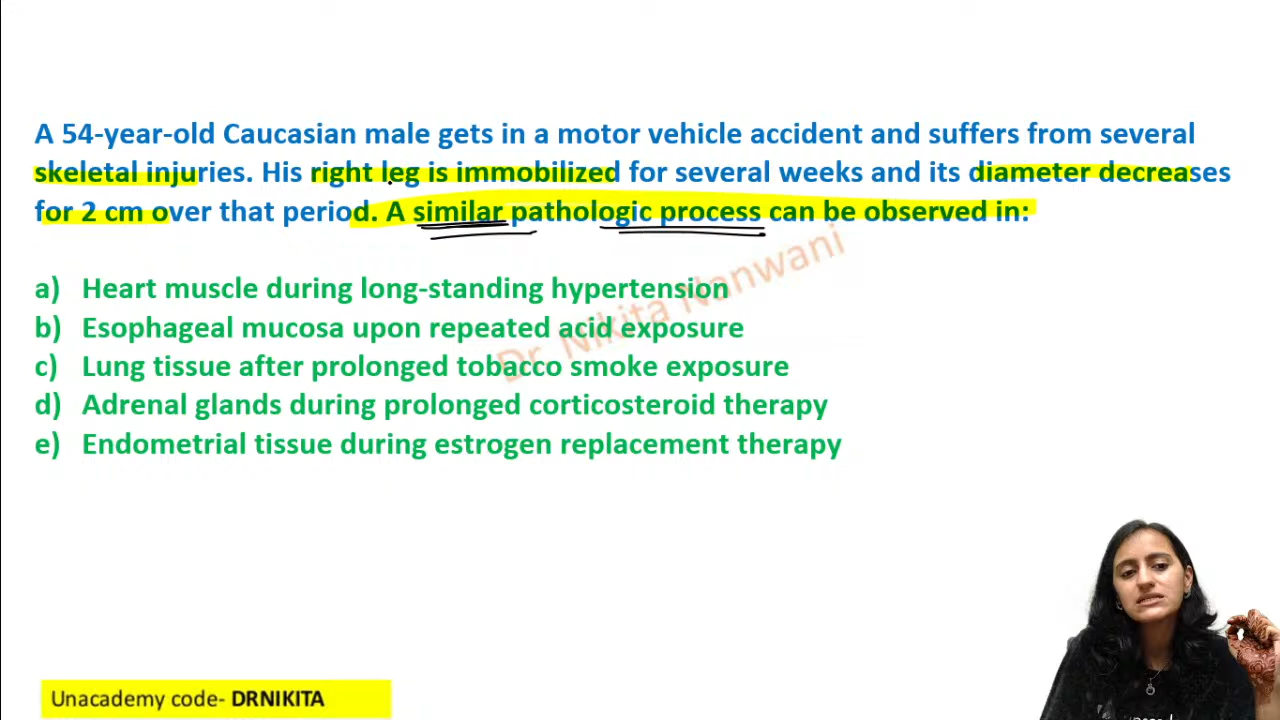 A 54-year-old Caucasian male gets in a motor vehicle accident and suffers from several
skeletal injuries. His right leg is immobilized for several weeks and its diameter decreases
for 2 cm over that period. A similar pathologic process can be observed in:
a) Heart muscle during long-standing hypertension
b) Esophageal mucosa upon repeated acid exposure
c) Lung tissue after prolonged tobacco smoke exposure
d) Adrenal glands during prolonged corticosteroid therapy
e) Endometrial tissue during estrogen replacement therapy
Dr. Nikita Nanwani
Unacademy code- DRNIKITA